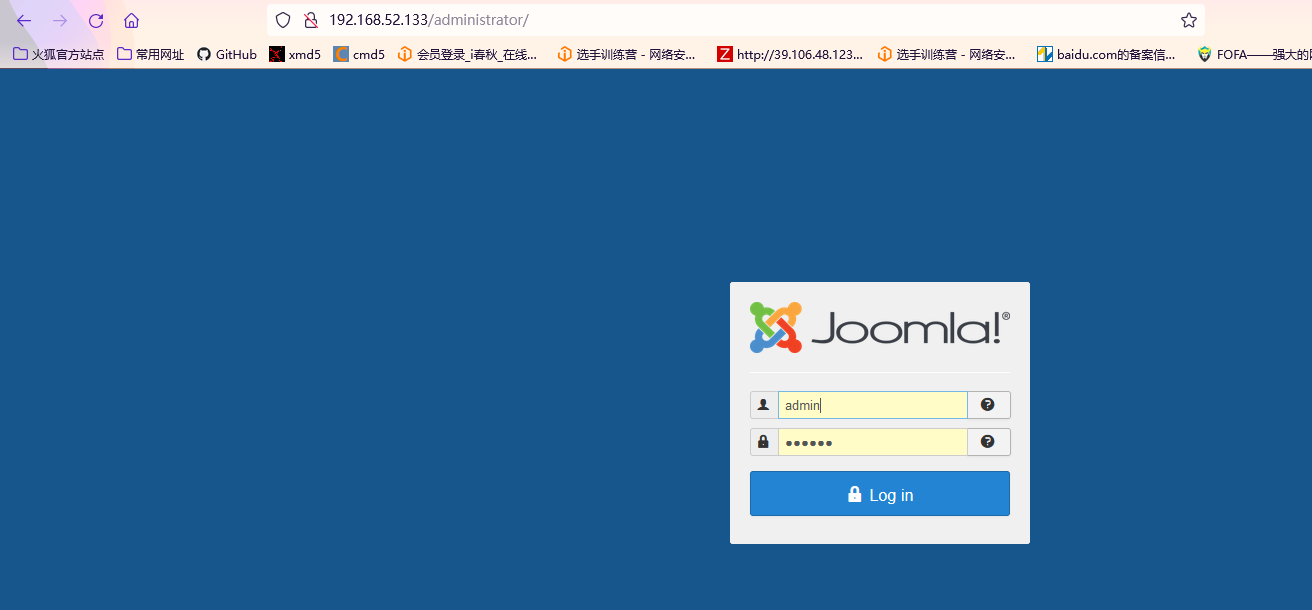 192.168.52.133/administrator/
火狐官方站点 常用网址 GitHub xmd5 cmd5 会员登录_i春秋_在线... 选手训练营 - 网络安... http://39.106.48.123... 选手训练营 - 网络安... baidu.com的备案信... FOFA——强大的
Joomla!®
admin
Log in